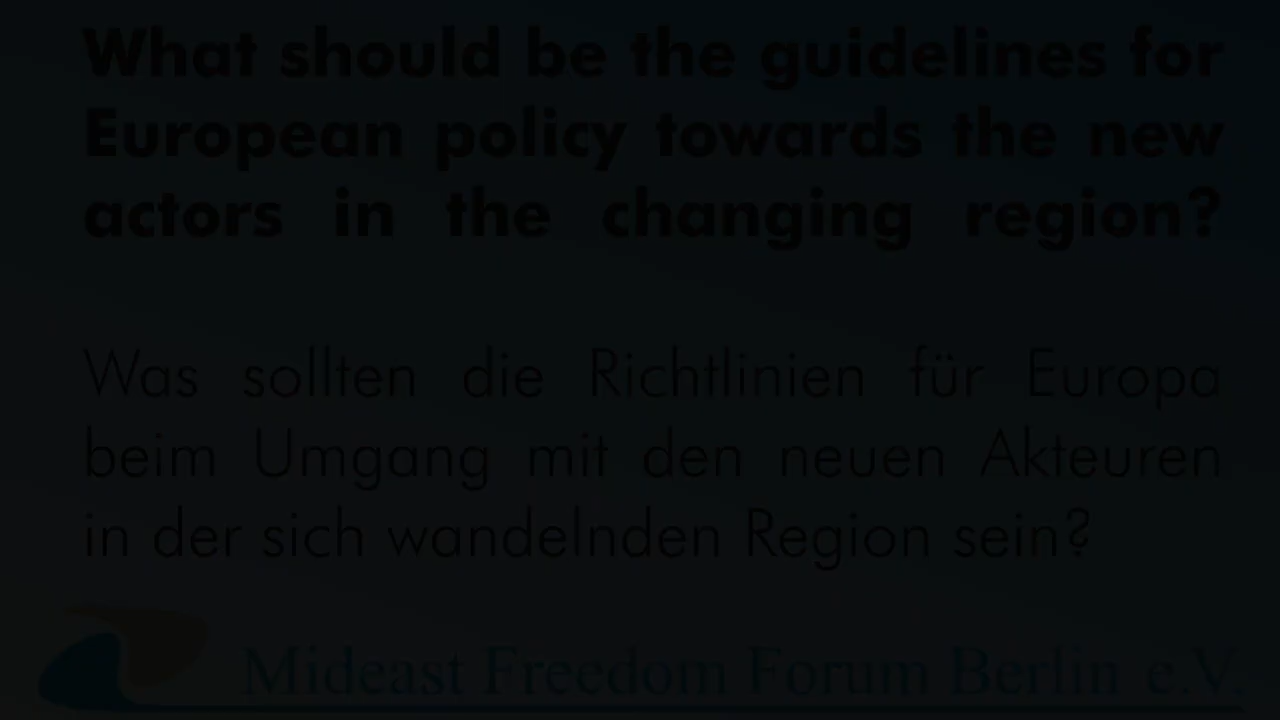 What should be the guidelines for
European policy towards the new
actors in the changing region?
Was sollten die Richtlinien für Europa
beim Umgang mit den neuen Akteuren
in der sich wandelnden Region sein?
Mideast Freedom Forum Berlin e.V.